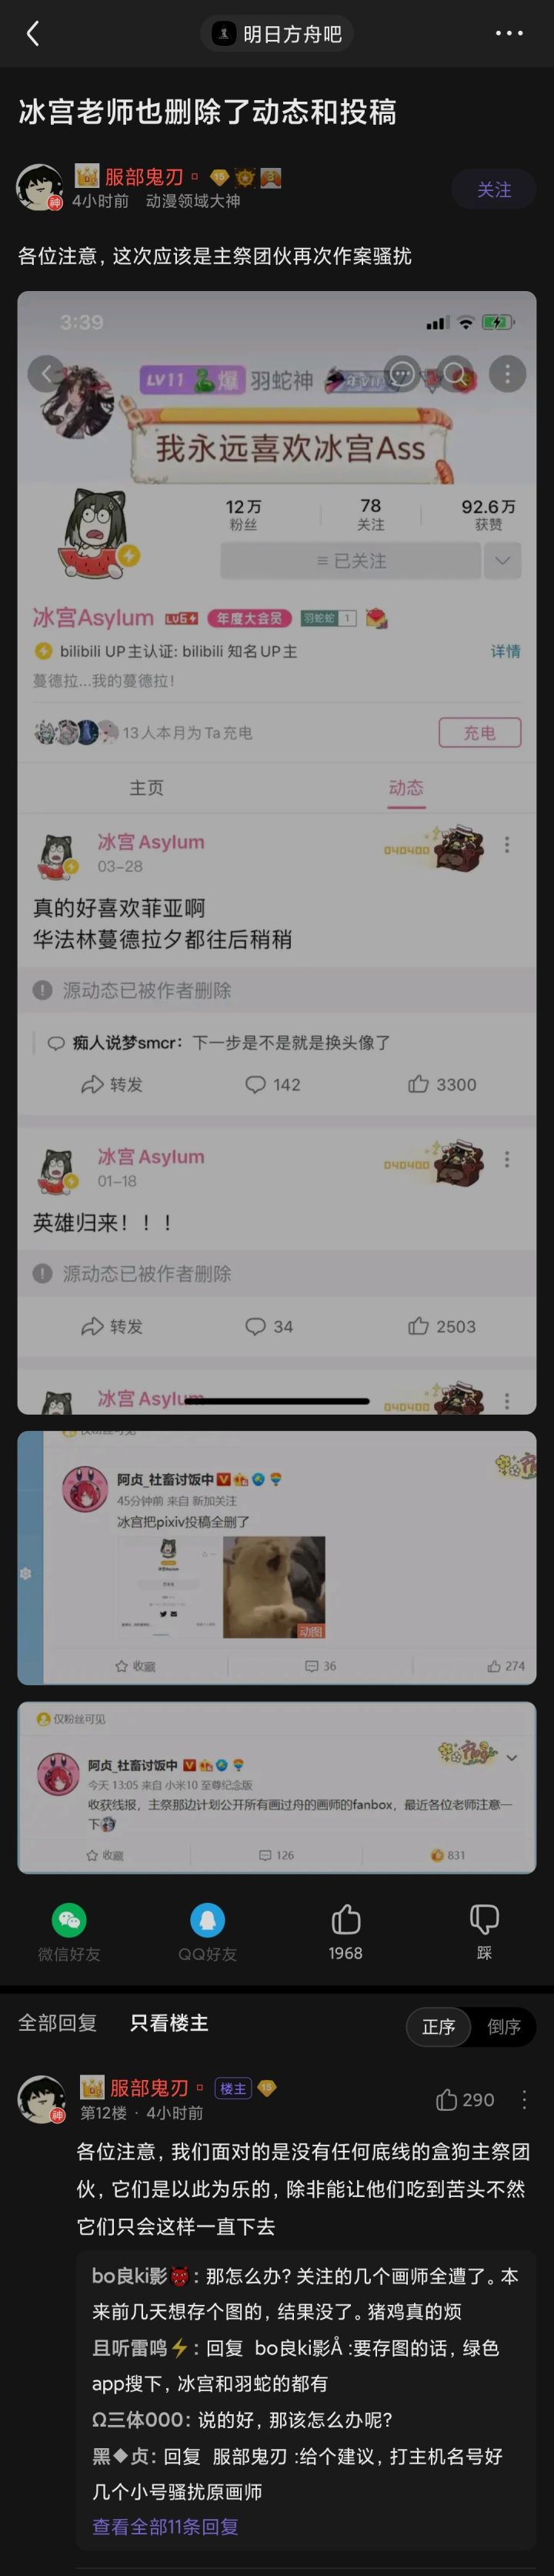 明日方舟吧
冰宫老师也删除了动态和投稿
服部鬼刃
15
3
神
4小时前 动漫领域大神
关注
各位注意，这次应该是主祭团伙再次作案骚扰
3:39
LV11 爆 羽蛇神
我永远喜欢冰宫Ass
12万
粉丝
78
关注
92.6万
获赞
已关注
冰宫Asylum LV6 年度大会员 羽蛇蛇 1
bilibili UP主认证: bilibili 知名UP主
详情
蔓德拉...我的蔓德拉!
13人本月为Ta充电
充电
主页
动态
冰宫Asylum
040400
03-28
真的好喜欢菲亚啊
华法林蔓德拉夕都往后稍稍
源动态已被作者删除
痴人说梦smcr：下一步是不是就换头像了
转发
142
3300
冰宫Asylum
040400
01-18
英雄归来！！！
源动态已被作者删除
转发
34
2503
冰宫Asylum
040400
阿贞_社畜讨饭中
45分钟前 来自 新加关注
冰宫把pixiv投稿全删了
动图
收藏
36
274
仅粉丝可见
阿贞_社畜讨饭中
今天 13:05 来自 小米10 至尊纪念版
收获线报，主祭那边计划公开所有画过舟的画师的fanbox，最近各位老师注意一
下
收藏
126
831
微信好友
QQ好友
1968
踩
全部回复
只看楼主
正序
倒序
服部鬼刃
楼主
15
神
第12楼 · 4小时前
290
各位注意，我们面对的是没有任何底线的盒狗主祭团
伙，它们是以此为乐的，除非能让他们吃到苦头不然
它们只会这样一直下去
bo良ki影👹：那怎么办？关注的几个画师全遭了。本
来前几天想存个图的，结果没了。猪鸡真的烦
且听雷鸣⚡：回复 bo良ki影Å :要存图的话，绿色
app搜下，冰宫和羽蛇的都有
Ω三体000：说的好，那该怎么办呢?
黑◆贞：回复 服部鬼刃 :给个建议，打主机名号好
几个小号骚扰原画师
查看全部11条回复